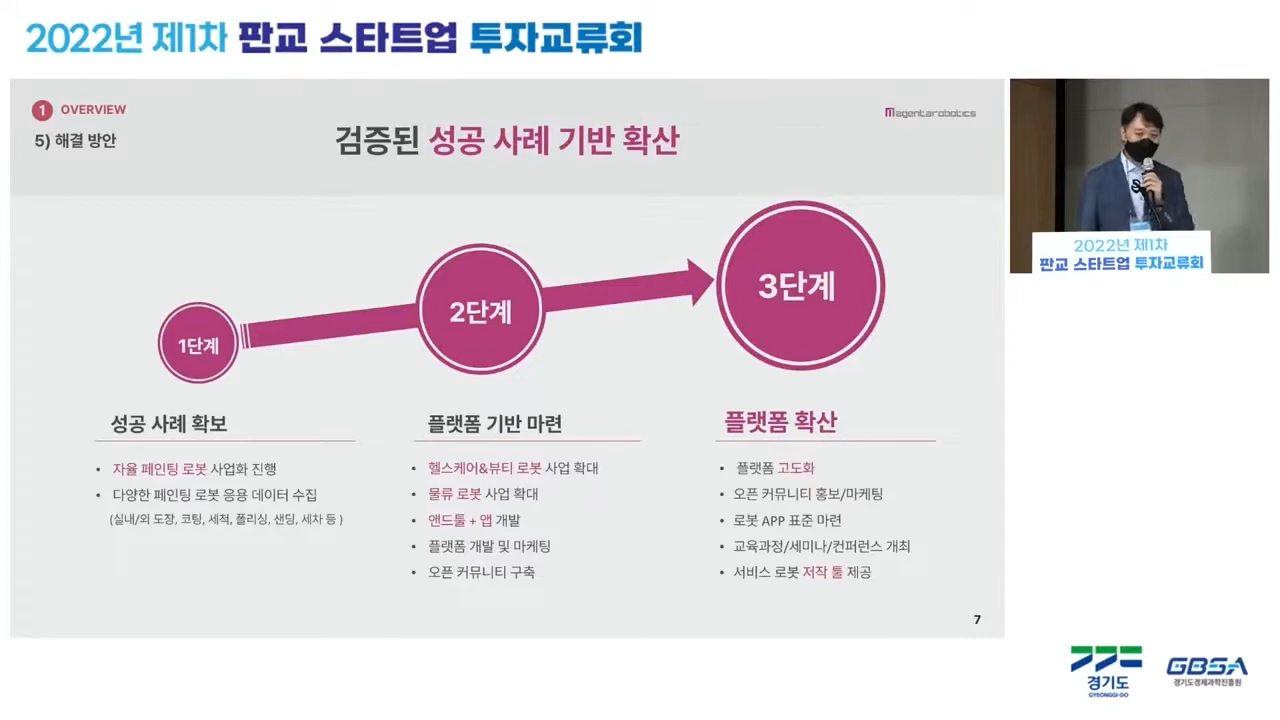 2022년 제1차 판교 스타트업 투자교류회
1 OVERVIEW
magentarobotics
5) 해결 방안
검증된 성공 사례 기반 확산
1단계
2단계
3단계
성공 사례 확보
• 자율 페인팅 로봇 사업화 진행
• 다양한 페인팅 로봇 응용 데이터 수집
(실내/외 도장, 코팅, 세척, 폴리싱, 샌딩, 세차 등 )
플랫폼 기반 마련
• 헬스케어&뷰티 로봇 사업 확대
• 물류 로봇 사업 확대
• 앤드툴 + 앱 개발
• 플랫폼 개발 및 마케팅
• 오픈 커뮤니티 구축
플랫폼 확산
• 플랫폼 고도화
• 오픈 커뮤니티 홍보/마케팅
• 로봇 APP 표준 마련
• 교육과정/세미나/컨퍼런스 개최
• 서비스 로봇 저작 툴 제공
7
2022년 제1차
판교 스타트업 투자교류회
경기도
GYEONGGI-DO
GBSA
경기도경제과학진흥원